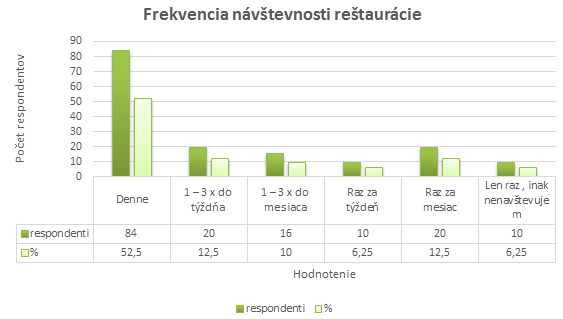 Frekvencia návštevnosti reštaurácie
Počet respondentov
90
80
70
60
50
40
30
20
10
0
Denne
1 – 3 x do
týždňa
1 – 3 x do
mesiaca
Raz za
týždeň
Raz za
mesiac
Len raz , inak
nenavštevuje
m
respondenti 84 20 16 10 20 10
% 52,5 12,5 10 6,25 12,5 6,25
Hodnotenie
respondenti %